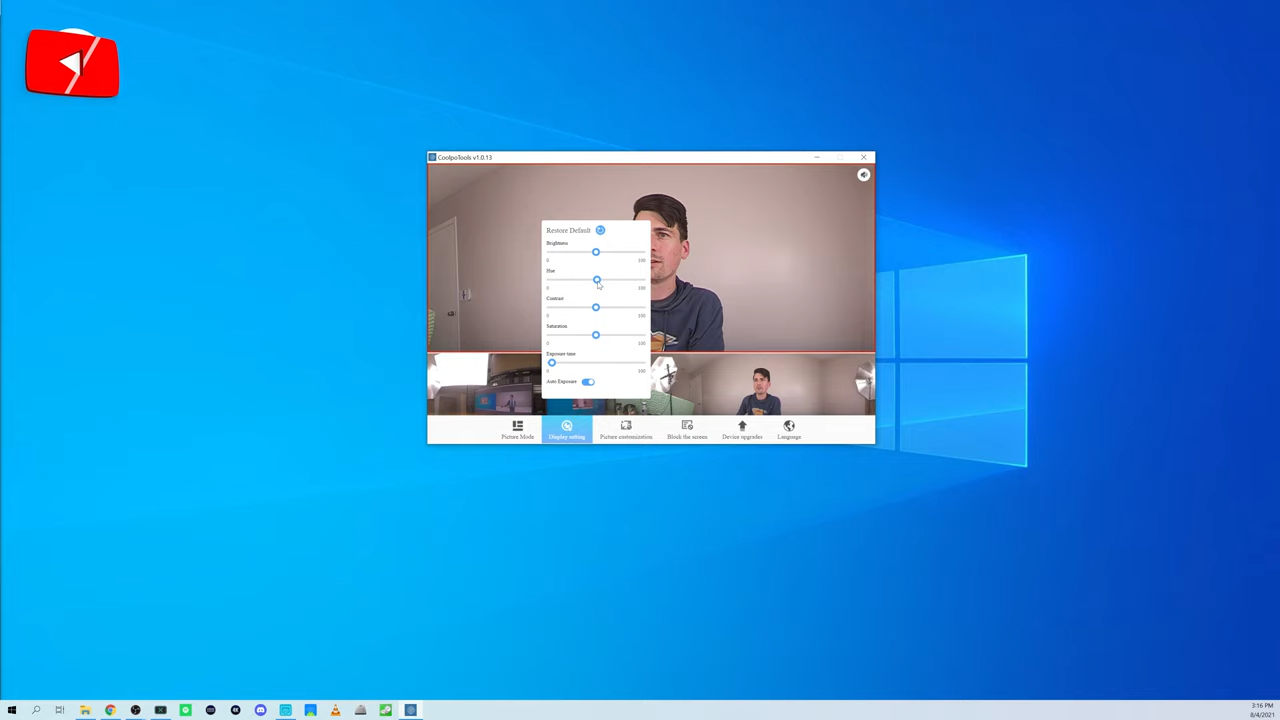 CoolpoTools v1.0.13
Restore Default
Brightness
0 100
Hue
0 100
Contrast
0 100
Saturation
0 100
Exposure time
0 100
Auto Exposure
Picture Mode Display setting Picture customization Block the screen Device upgrades Language
3:16 PM
8/4/2021